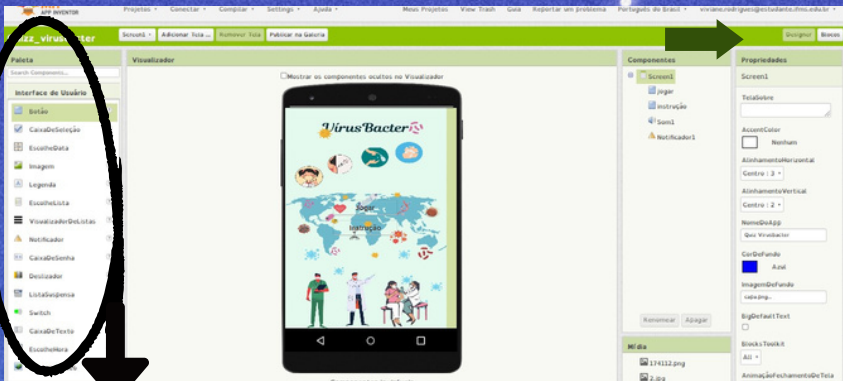 APP INVENTOR
Projetos • Conectar • Compilar • Settings • Ajuda • Meus Projetos View Trash Guia Reportar um problema Português do Brasil • viviane.rodrigues@estudante.ifms.edu.br •
Screen1 • Adicionar Tela ... Remover Tela Publicar na Galeria Designer Blocos
Paleta
Search Components...
Interface de Usuário
Botão
CaixaDeSeleção
EscolheData
Imagem
Legenda
EscolheLista
VisualizadorDeListas
Notificador
CaixaDeSenha
Deslizador
ListaSuspensa
Switch
CaixaDeTexto
EscolheHora
Visualizador
Mostrar os componentes ocultos no Visualizador
VírusBacter
Jogar
Instrução
Componentes
Screen1
jogar
instrução
Som1
Notificador1
Renomear Apagar
Mídia
174112.png
2.jpg
Propriedades
Screen1
TelaSobre
AccentColor
Nenhum
AlinhamentoHorizontal
Centro : 3 •
AlinhamentoVertical
Centro : 2 •
NomeDoApp
Quiz Virusbacter
CorDeFundo
Azul
ImagemDeFundo
capa.png...
BigDefaultText
BlocksToolkit
All •
AnimaçãoFechamentoDeTela